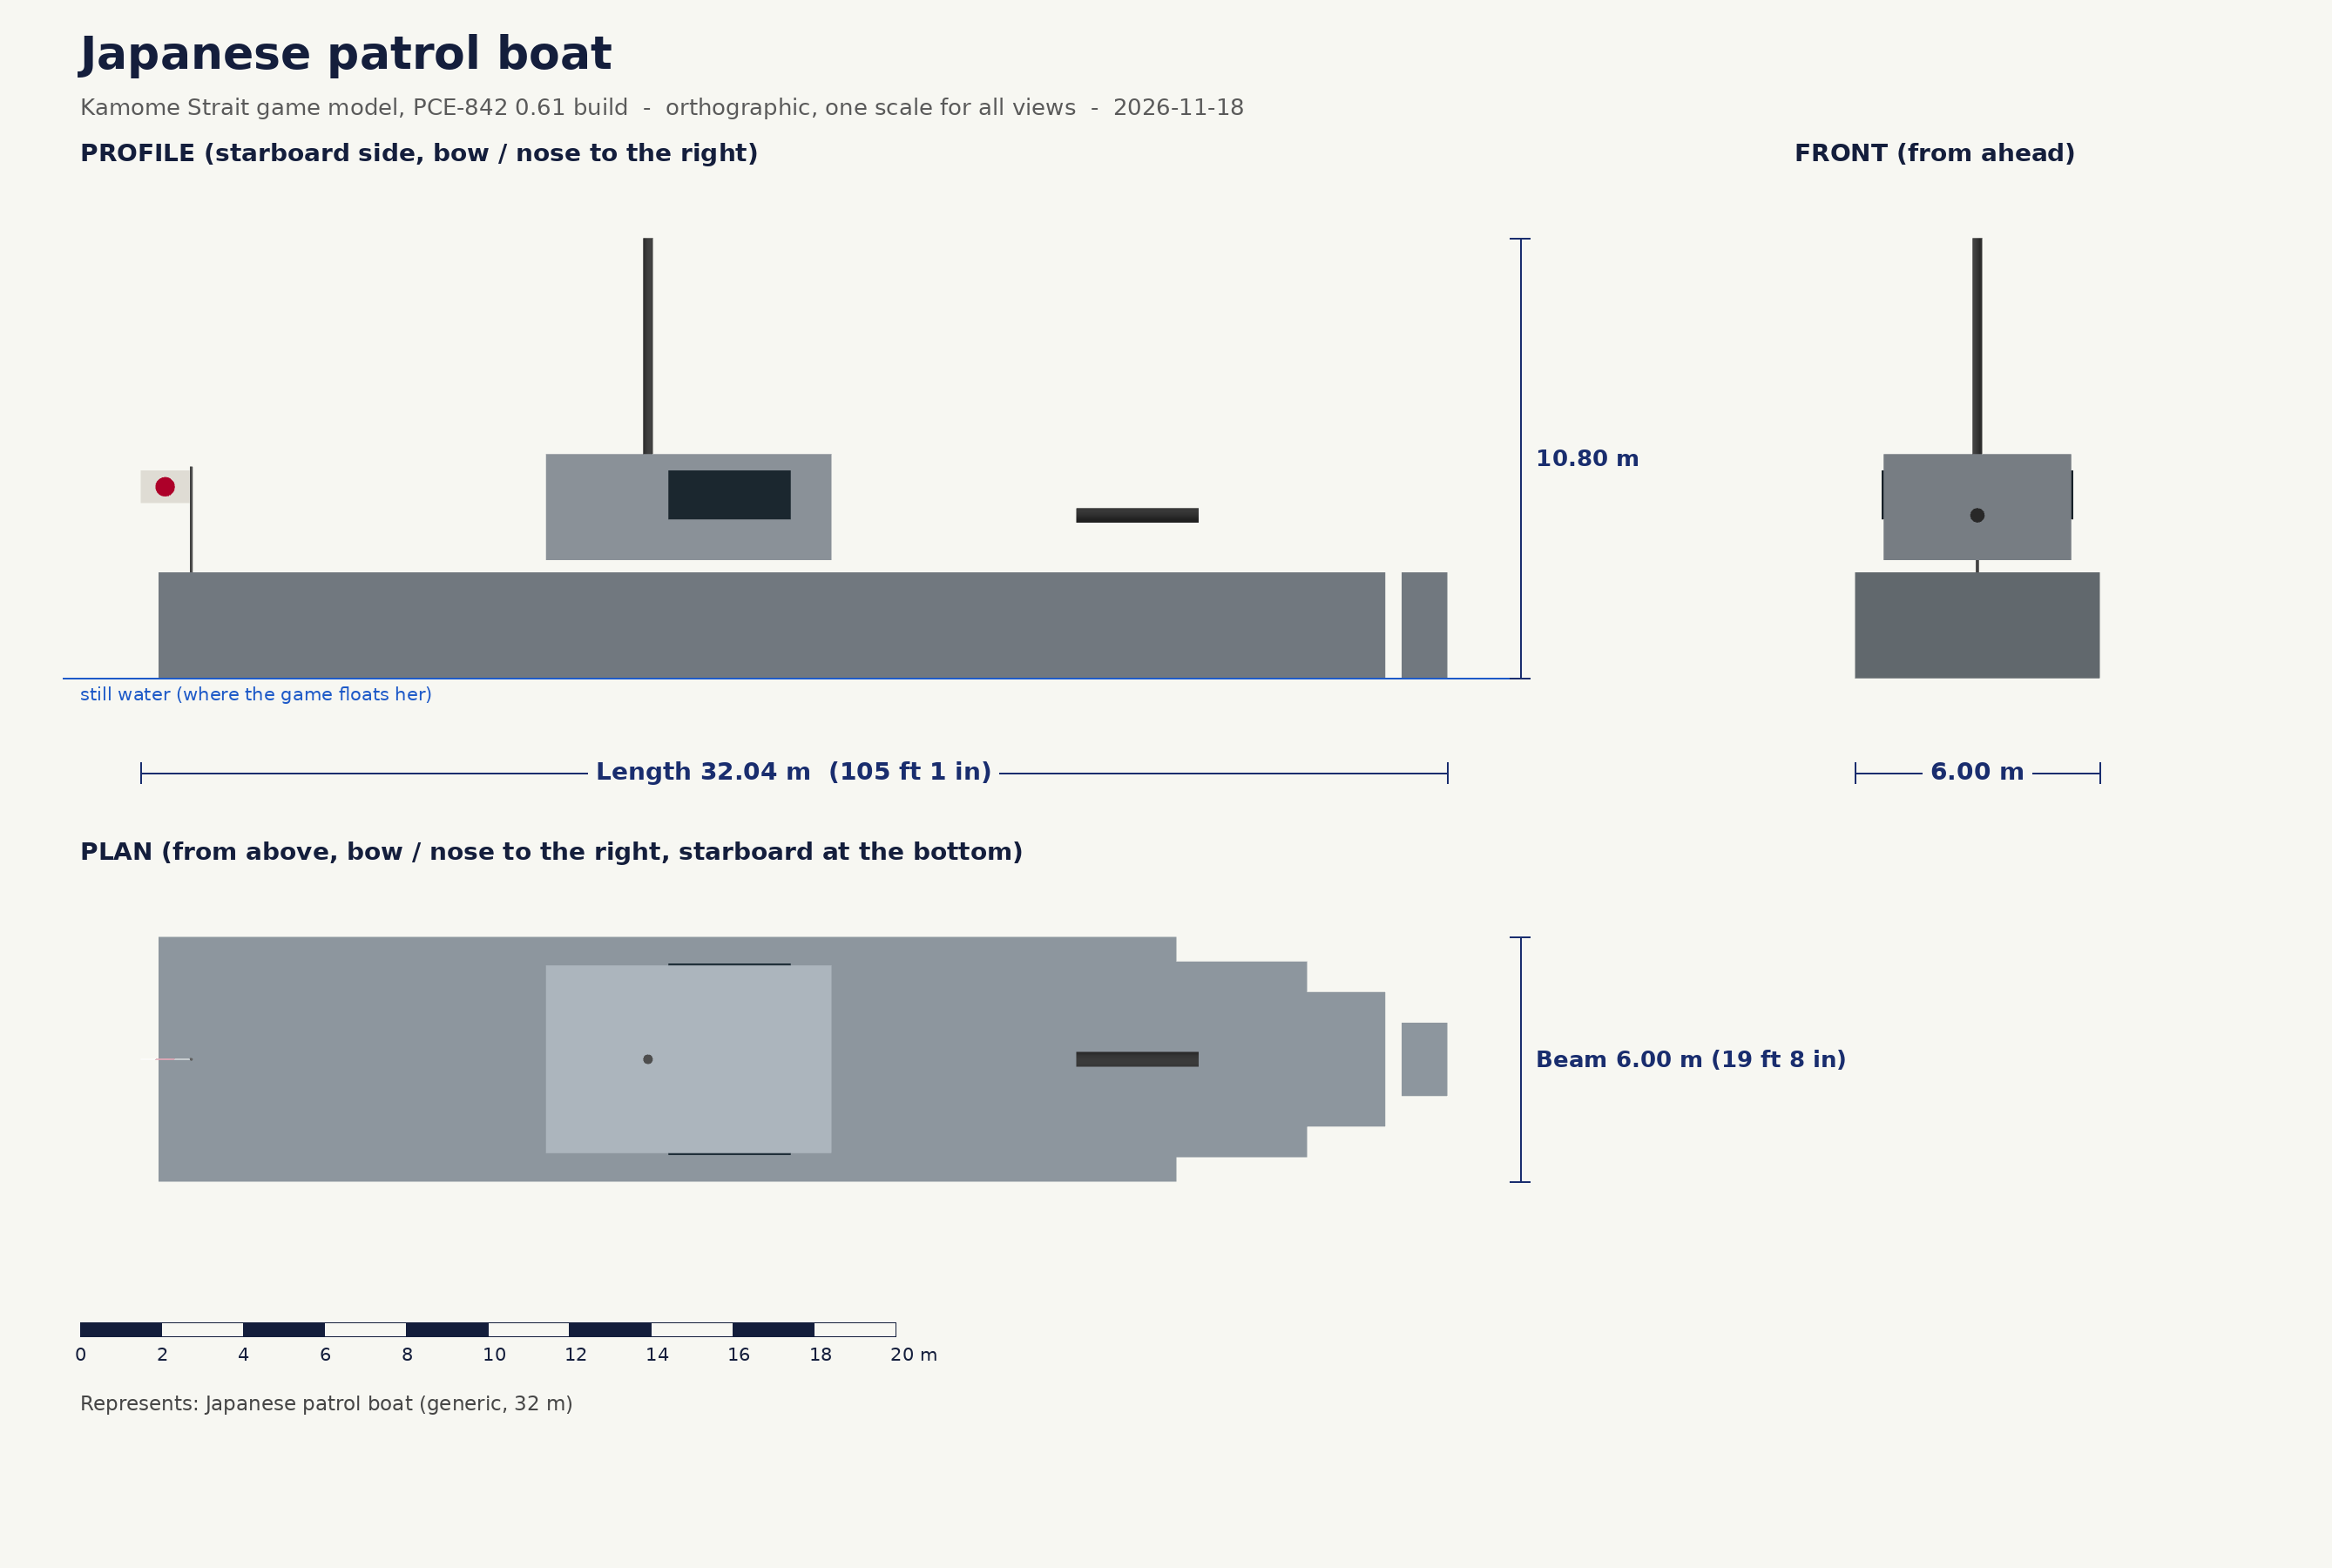 Japanese patrol boat
Kamome Strait game model, PCE-842 0.61 build - orthographic, one scale for all views - 2026-11-18
PROFILE (starboard side, bow / nose to the right)
FRONT (from ahead)
10.80 m
still water (where the game floats her)
Length 32.04 m (105 ft 1 in)
6.00 m
PLAN (from above, bow / nose to the right, starboard at the bottom)
Beam 6.00 m (19 ft 8 in)
0 2 4 6 8 10 12 14 16 18 20 m
Represents: Japanese patrol boat (generic, 32 m)